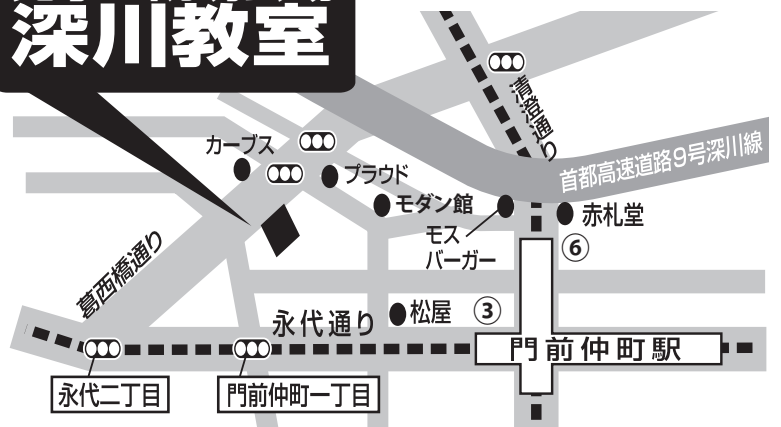 深川教室
清澄通り
カーブス
プラウド
首都高速道路9号深川線
モダン館
赤札堂
モス
バーガー
⑥
葛西橋通り
松屋
③
永代通り
門前仲町駅
永代二丁目
門前仲町一丁目